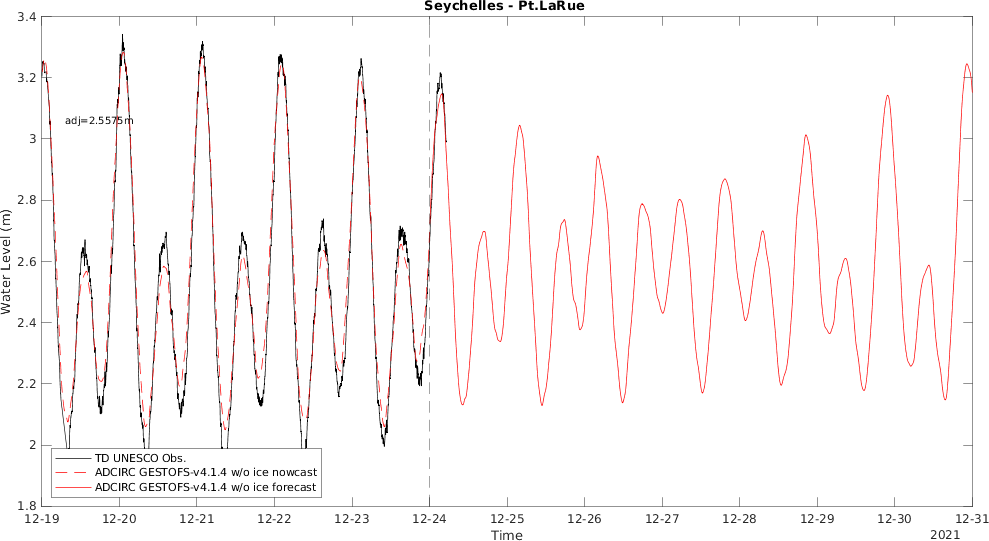 Seychelles - Pt.LaRue
3.4
3.2
3
2.8
2.6
2.4
2.2
2
1.8
Water Level (m)
adj=2.5575m
TD UNESCO Obs.
ADCIRC GESTOFS-v4.1.4 w/o ice nowcast
ADCIRC GESTOFS-v4.1.4 w/o ice forecast
12-19 12-20 12-21 12-22 12-23 12-24 12-25 12-26 12-27 12-28 12-29 12-30 12-31
Time
2021